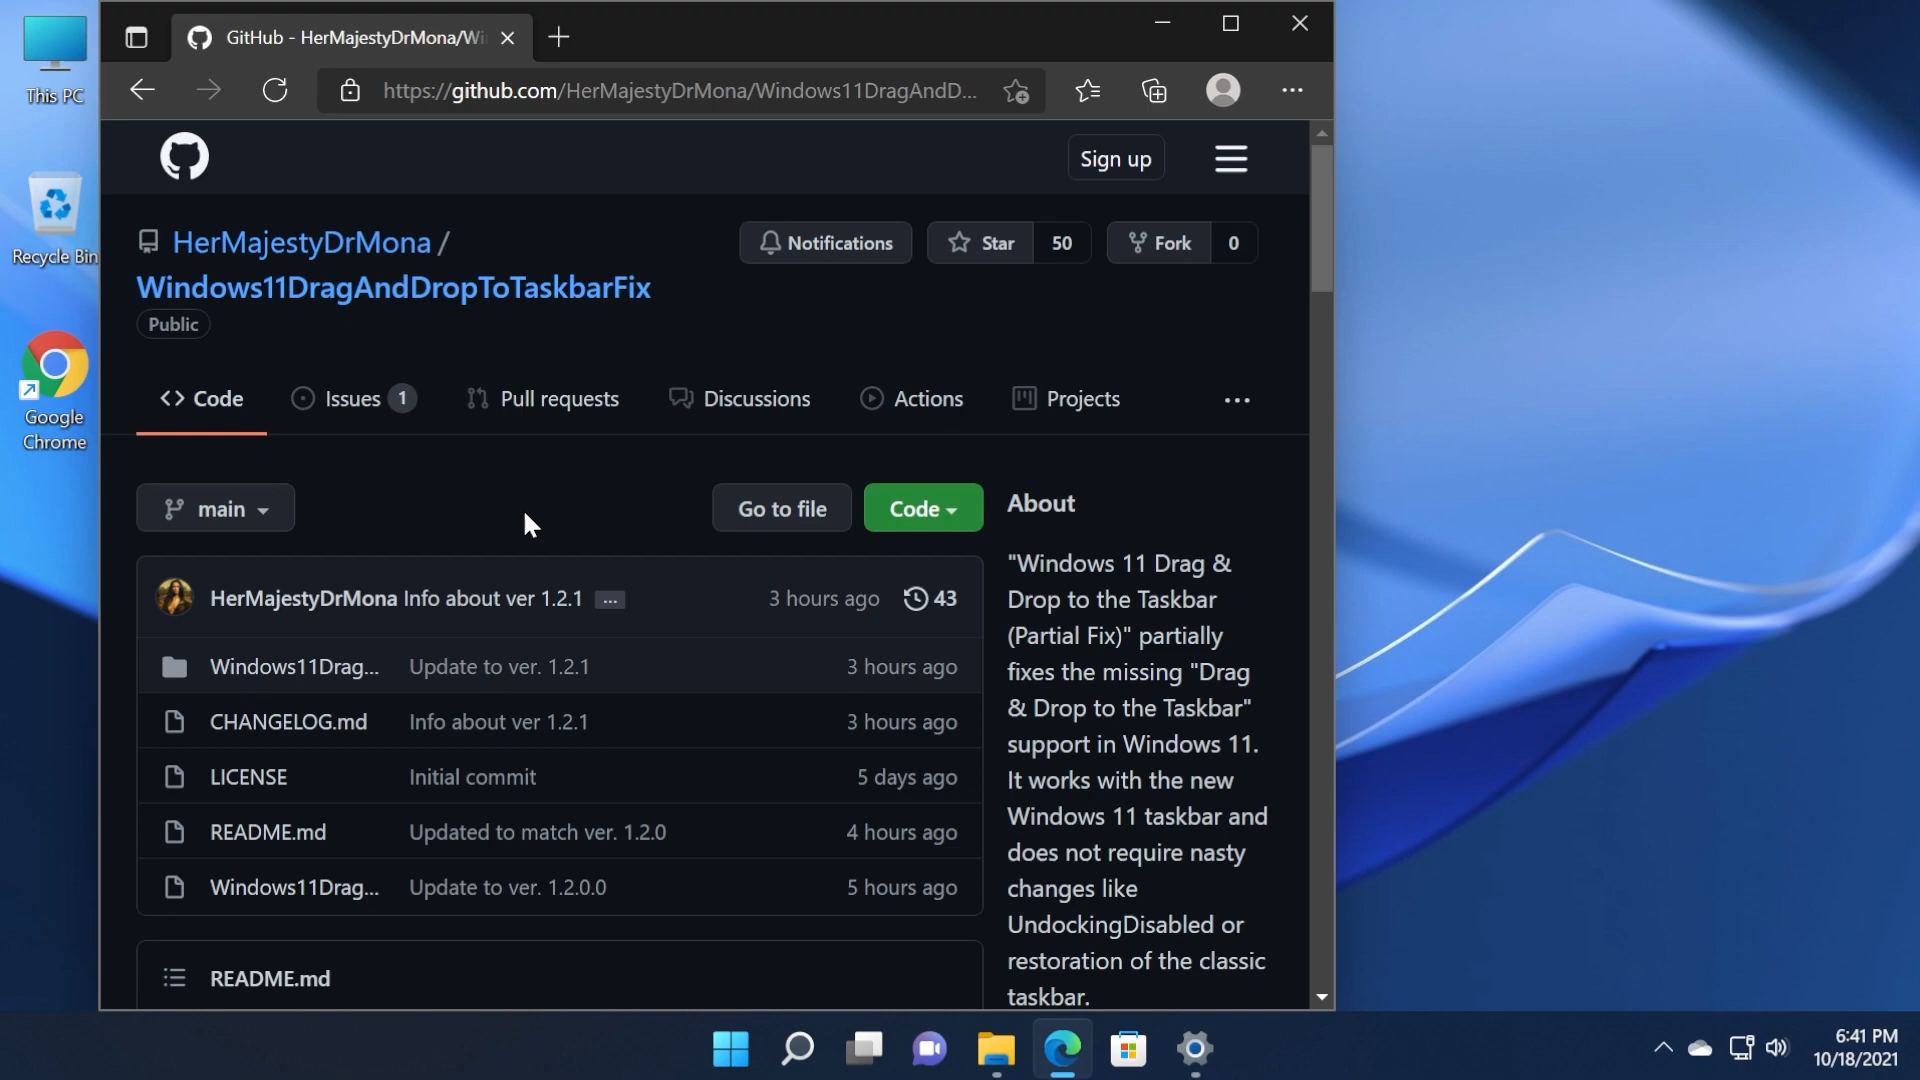 This PC
Recycle Bin
Google
Chrome
GitHub - HerMajestyDrMona/Wi
https://github.com/HerMajestyDrMona/Windows11DragAndD...
Sign up
HerMajestyDrMona /
Windows11DragAndDropToTaskbarFix
Public
Notifications
Star 50
Fork 0
Code
Issues 1
Pull requests
Discussions
Actions
Projects
main
Go to file
Code
HerMajestyDrMona Info about ver 1.2.1 ... 3 hours ago 43
Windows11Drag... Update to ver. 1.2.1 3 hours ago
CHANGELOG.md Info about ver 1.2.1 3 hours ago
LICENSE Initial commit 5 days ago
README.md Updated to match ver. 1.2.0 4 hours ago
Windows11Drag... Update to ver. 1.2.0.0 5 hours ago
README.md
About
"Windows 11 Drag &
Drop to the Taskbar
(Partial Fix)" partially
fixes the missing "Drag
& Drop to the Taskbar"
support in Windows 11.
It works with the new
Windows 11 taskbar and
does not require nasty
changes like
UndockingDisabled or
restoration of the classic
taskbar.
6:41 PM
10/18/2021